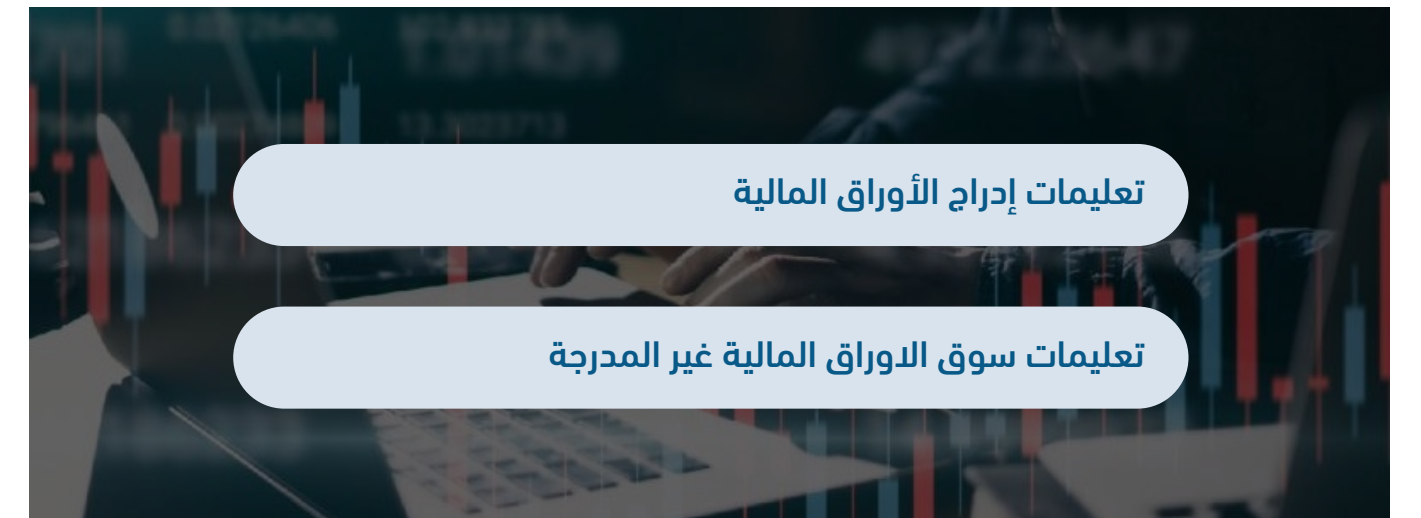 تعليمات إدراج الأوراق المالية
تعليمات سوق الاوراق المالية غير المدرجة